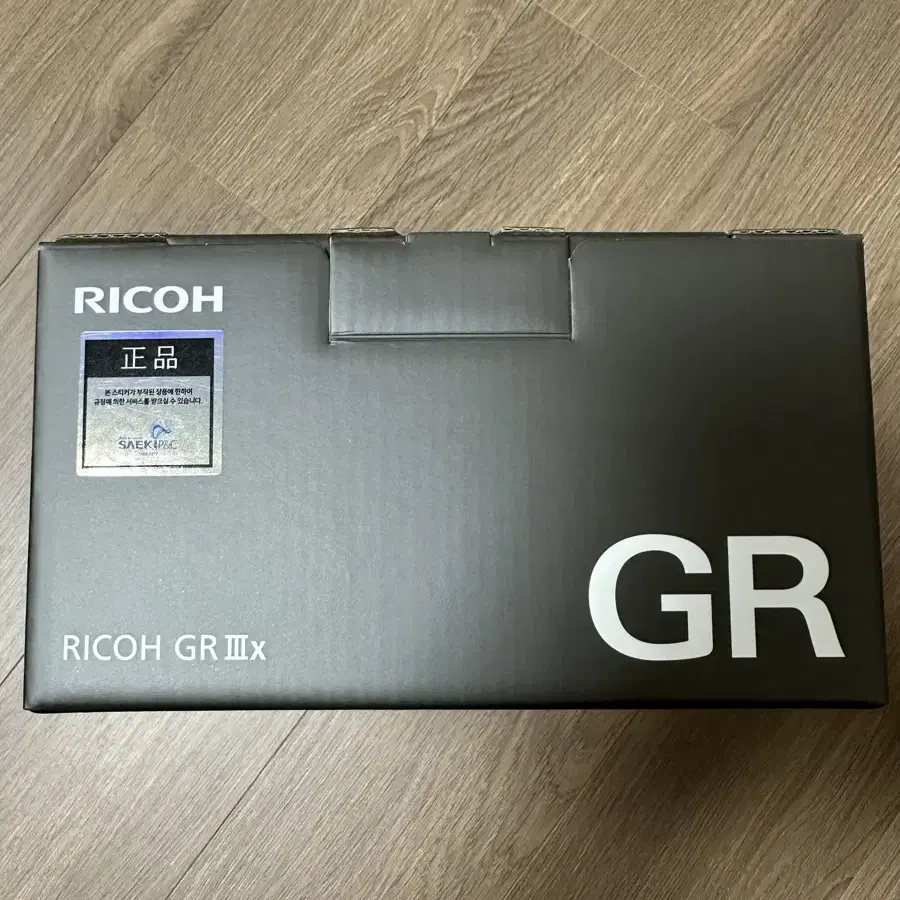 RICOH
正品
본 스티커가 부착된 상품에 한하여
규정에 의한 서비스를 받으실 수 있습니다.
SAEKI P&C
RICOH GR IIIx
GR